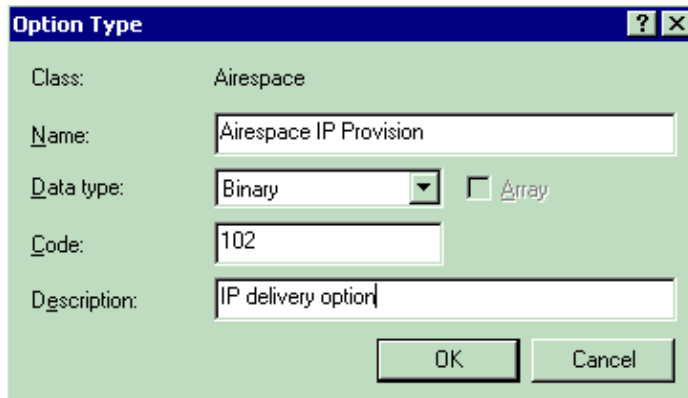 Option Type
Class: Airespace
Name: Airespace IP Provision
Data type: Binary Array
Code: 102
Description: IP delivery option
OK Cancel